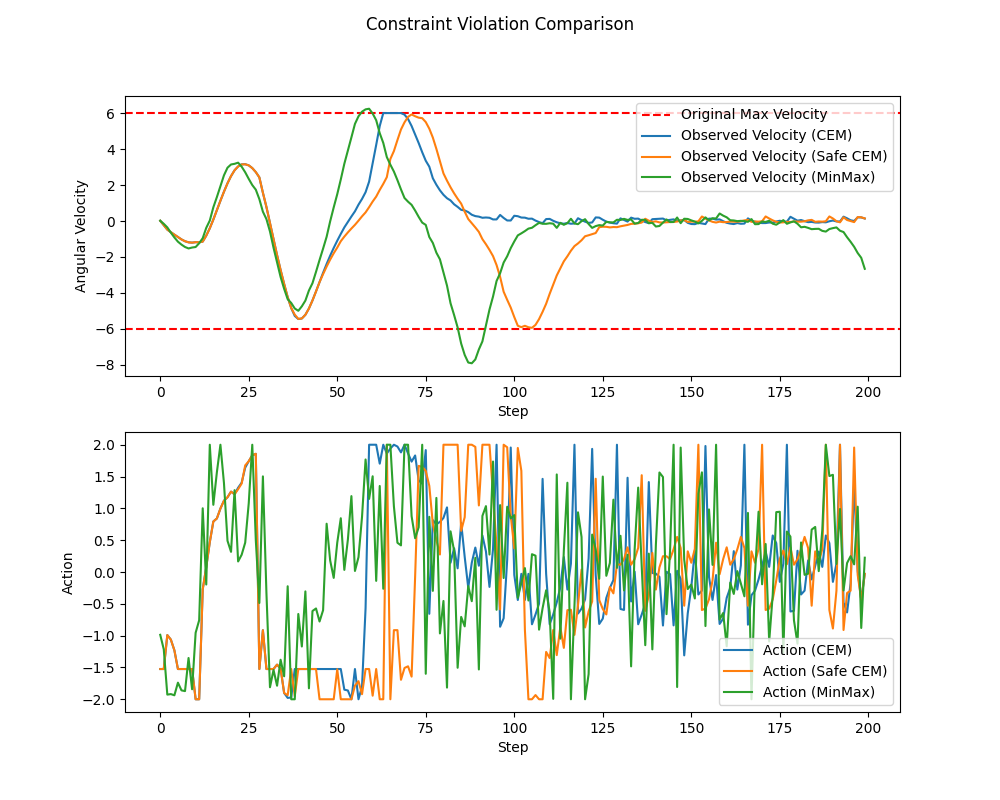 Constraint Violation Comparison
6
4
2
0
−2
−4
−6
−8
Angular Velocity
Original Max Velocity
Observed Velocity (CEM)
Observed Velocity (Safe CEM)
Observed Velocity (MinMax)
0 25 50 75 100 125 150 175 200
Step
2.0
1.5
1.0
0.5
0.0
−0.5
−1.0
−1.5
−2.0
Action
Action (CEM)
Action (Safe CEM)
Action (MinMax)
0 25 50 75 100 125 150 175 200
Step